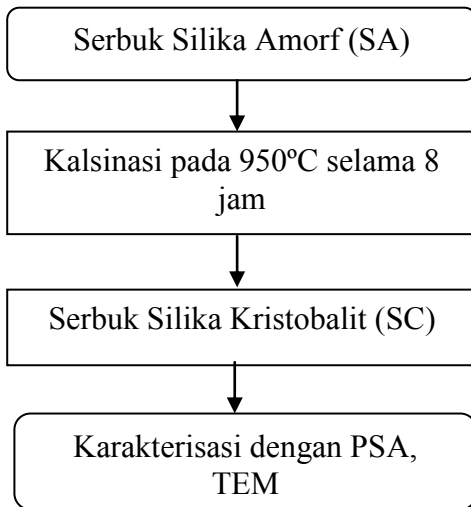 Serbuk Silika Amorf (SA)
Kalsinasi pada 950ºC selama 8
jam
Serbuk Silika Kristobalit (SC)
Karakterisasi dengan PSA,
TEM